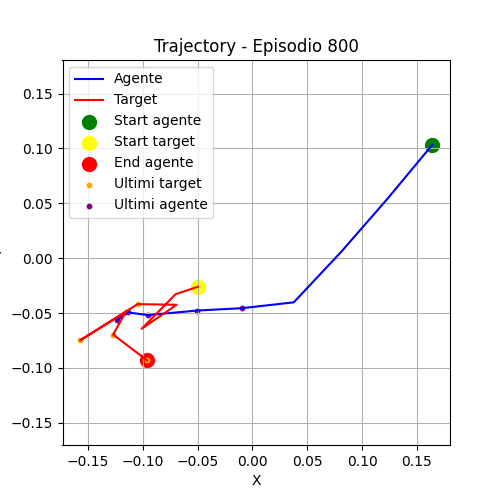 Trajectory - Episodio 800
Agente
Target
Start agente
Start target
End agente
Ultimi target
Ultimi agente
0.15
0.10
0.05
0.00
−0.05
−0.10
−0.15
−0.15 −0.10 −0.05 0.00 0.05 0.10 0.15
X